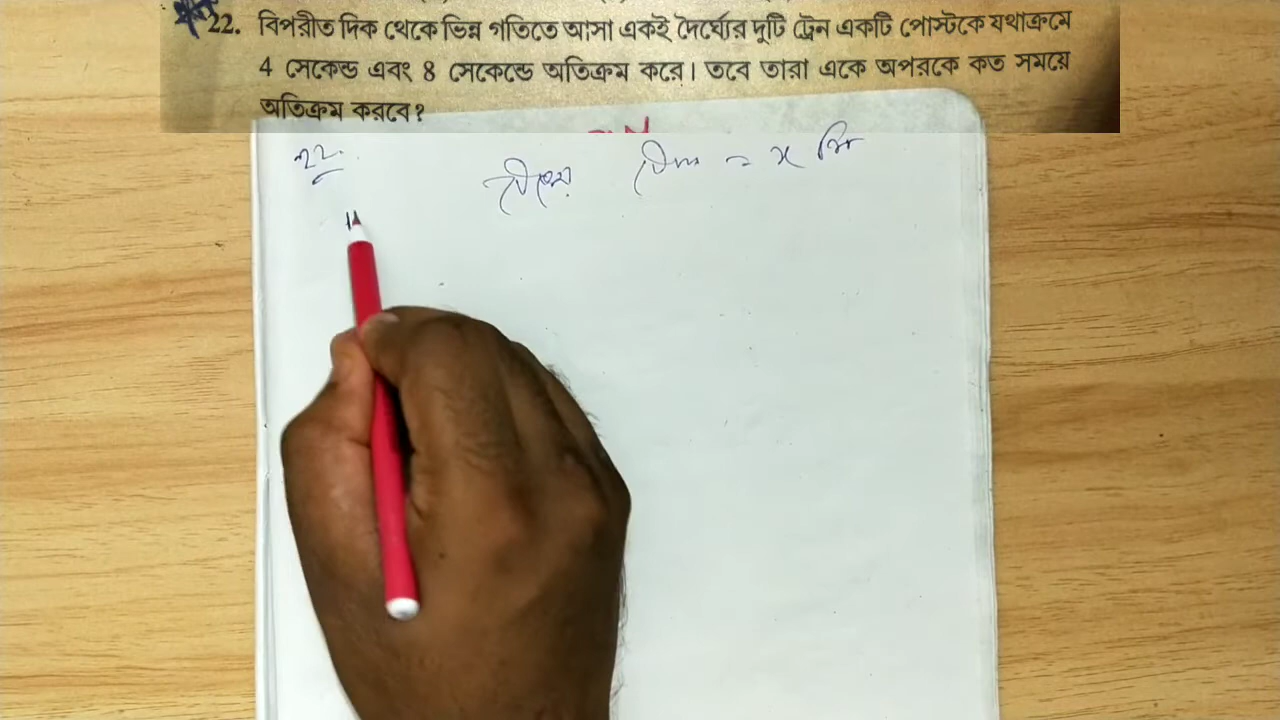 22. বিপরীত দিক থেকে ভিন্ন গতিতে আসা একই দৈর্ঘ্যের দুটি ট্রেন একটি পোস্টকে যথাক্রমে
4 সেকেন্ড এবং 8 সেকেন্ডে অতিক্রম করে। তবে তারা একে অপরকে কত সময়ে
অতিক্রম করবে?
২২.
= x মি